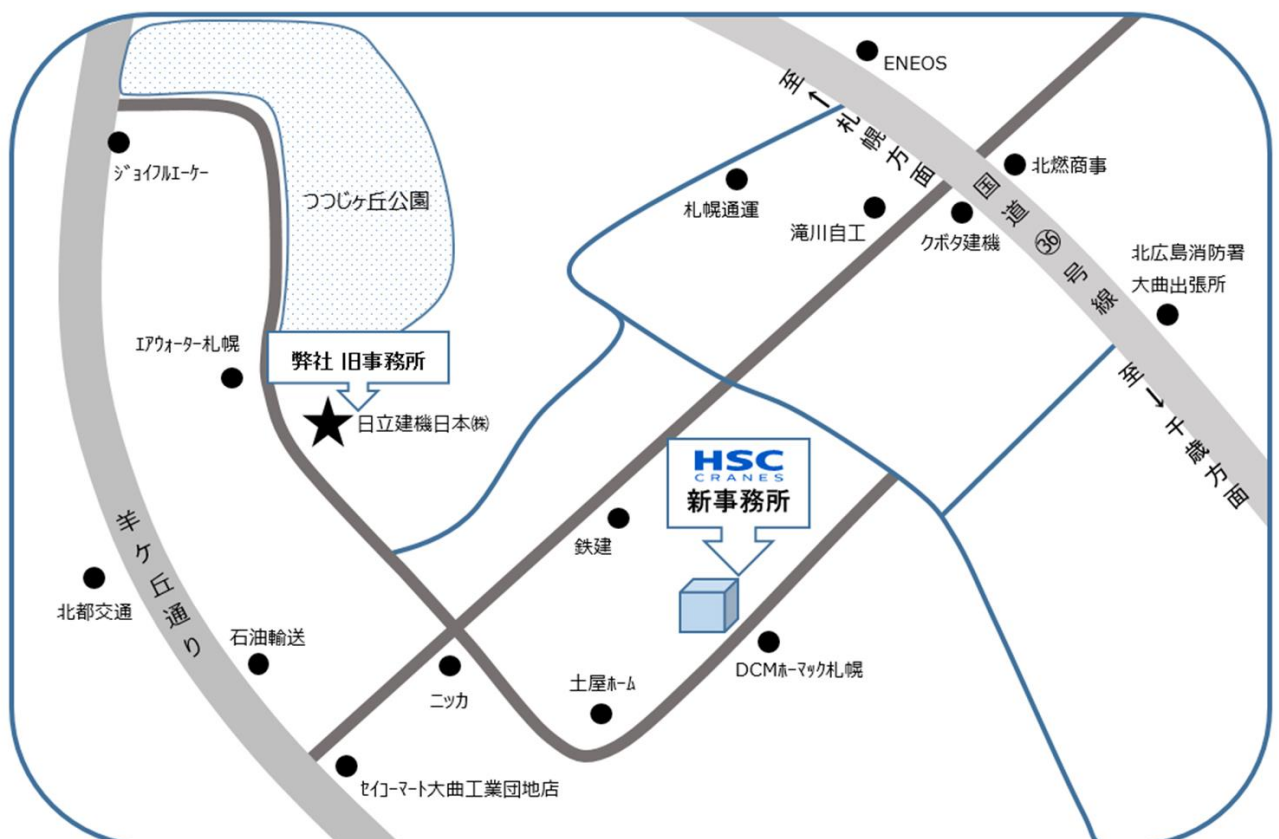 ENEOS
至←札幌方面
ｼﾞｮｲﾌﾙｴｰｹｰ
北燃商事
つつじヶ丘公園
札幌通運
滝川自工
クボタ建機
国道㊱号線
北広島消防署
大曲出張所
ｴｱｳｫｰﾀｰ札幌
弊社 旧事務所
至→千歳方面
日立建機日本㈱
HSC
CRANES
新事務所
羊ケ丘通り
鉄建
北都交通
石油輸送
DCMﾎｰﾏｯｸ札幌
土屋ﾎｰﾑ
ニッカ
ｾｲｺｰﾏｰﾄ大曲工業団地店